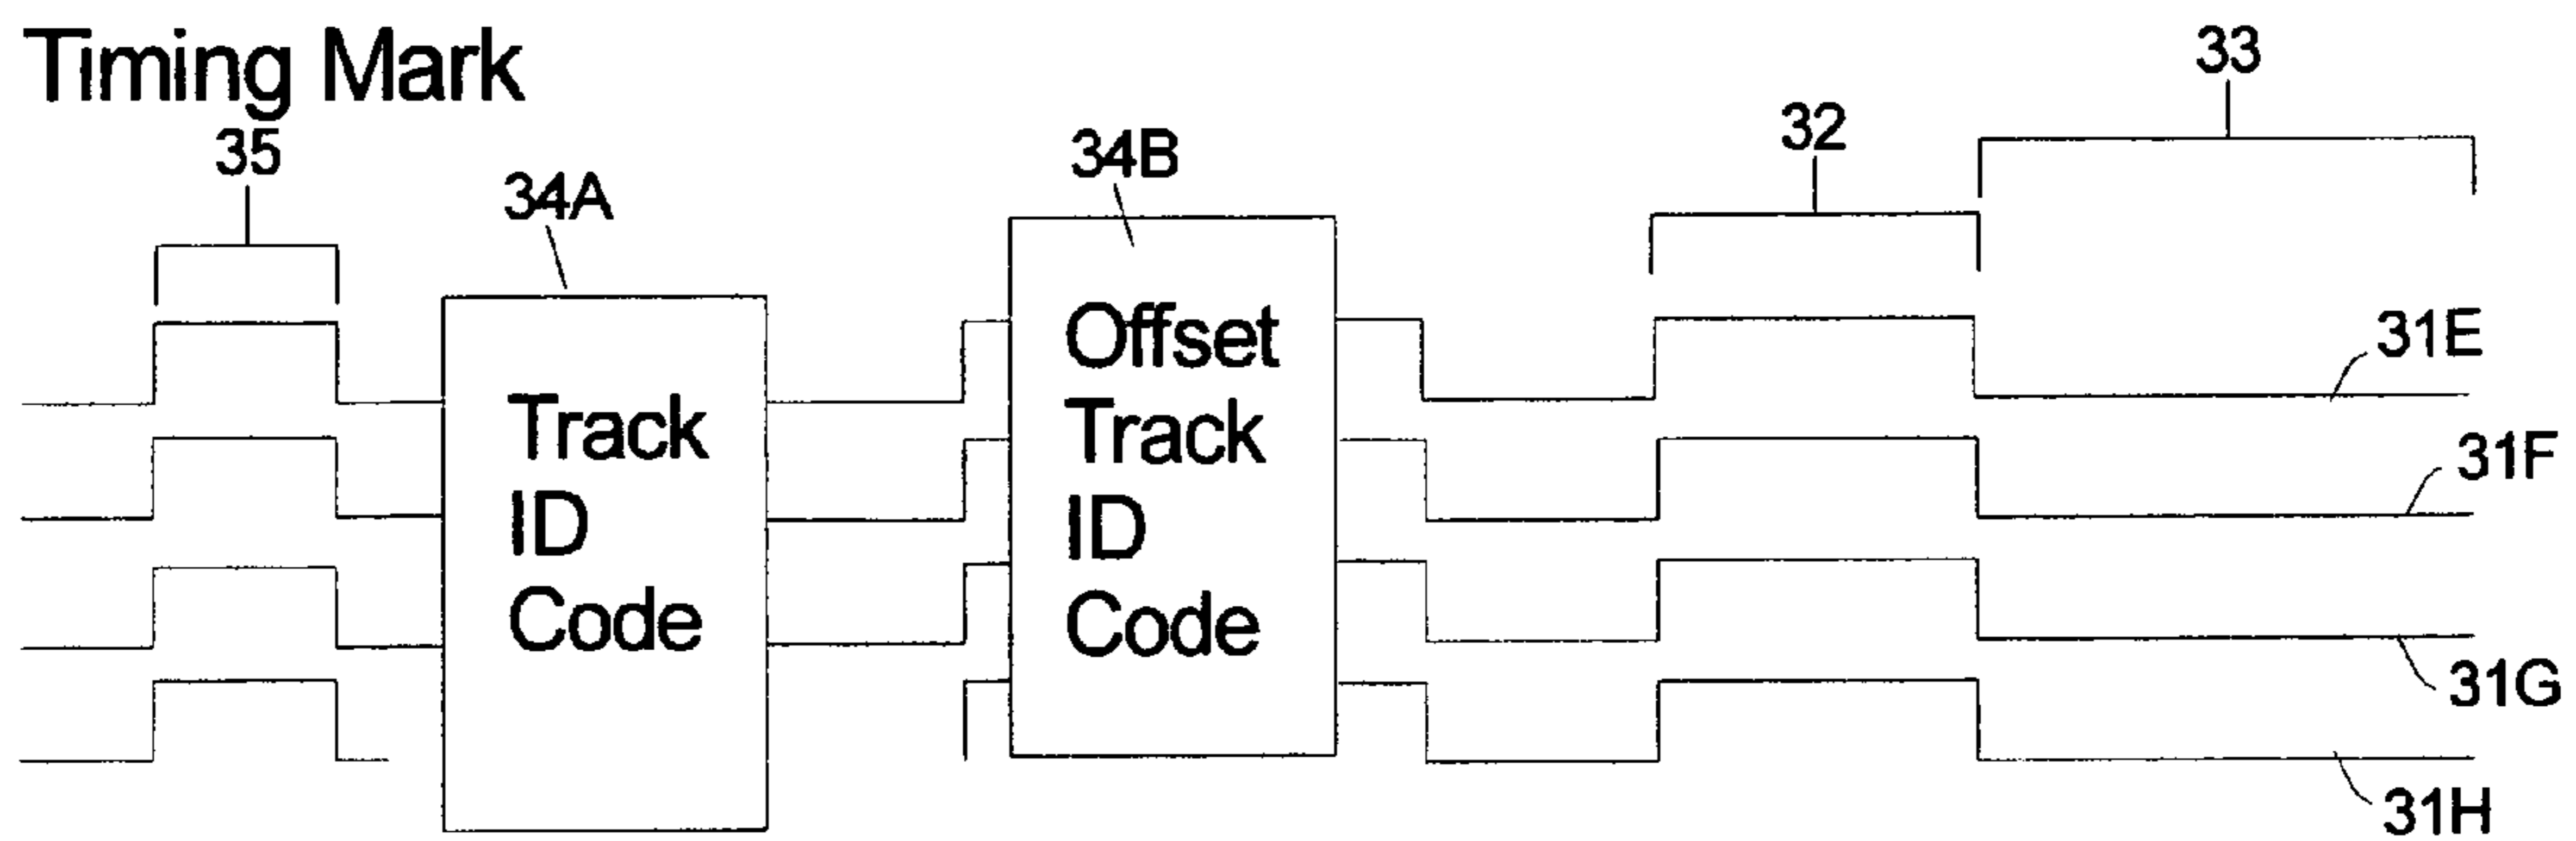 Timing Mark
35
34A
34B
32
33
Track
ID
Code
Offset
Track
ID
Code
31E
31F
31G
31H